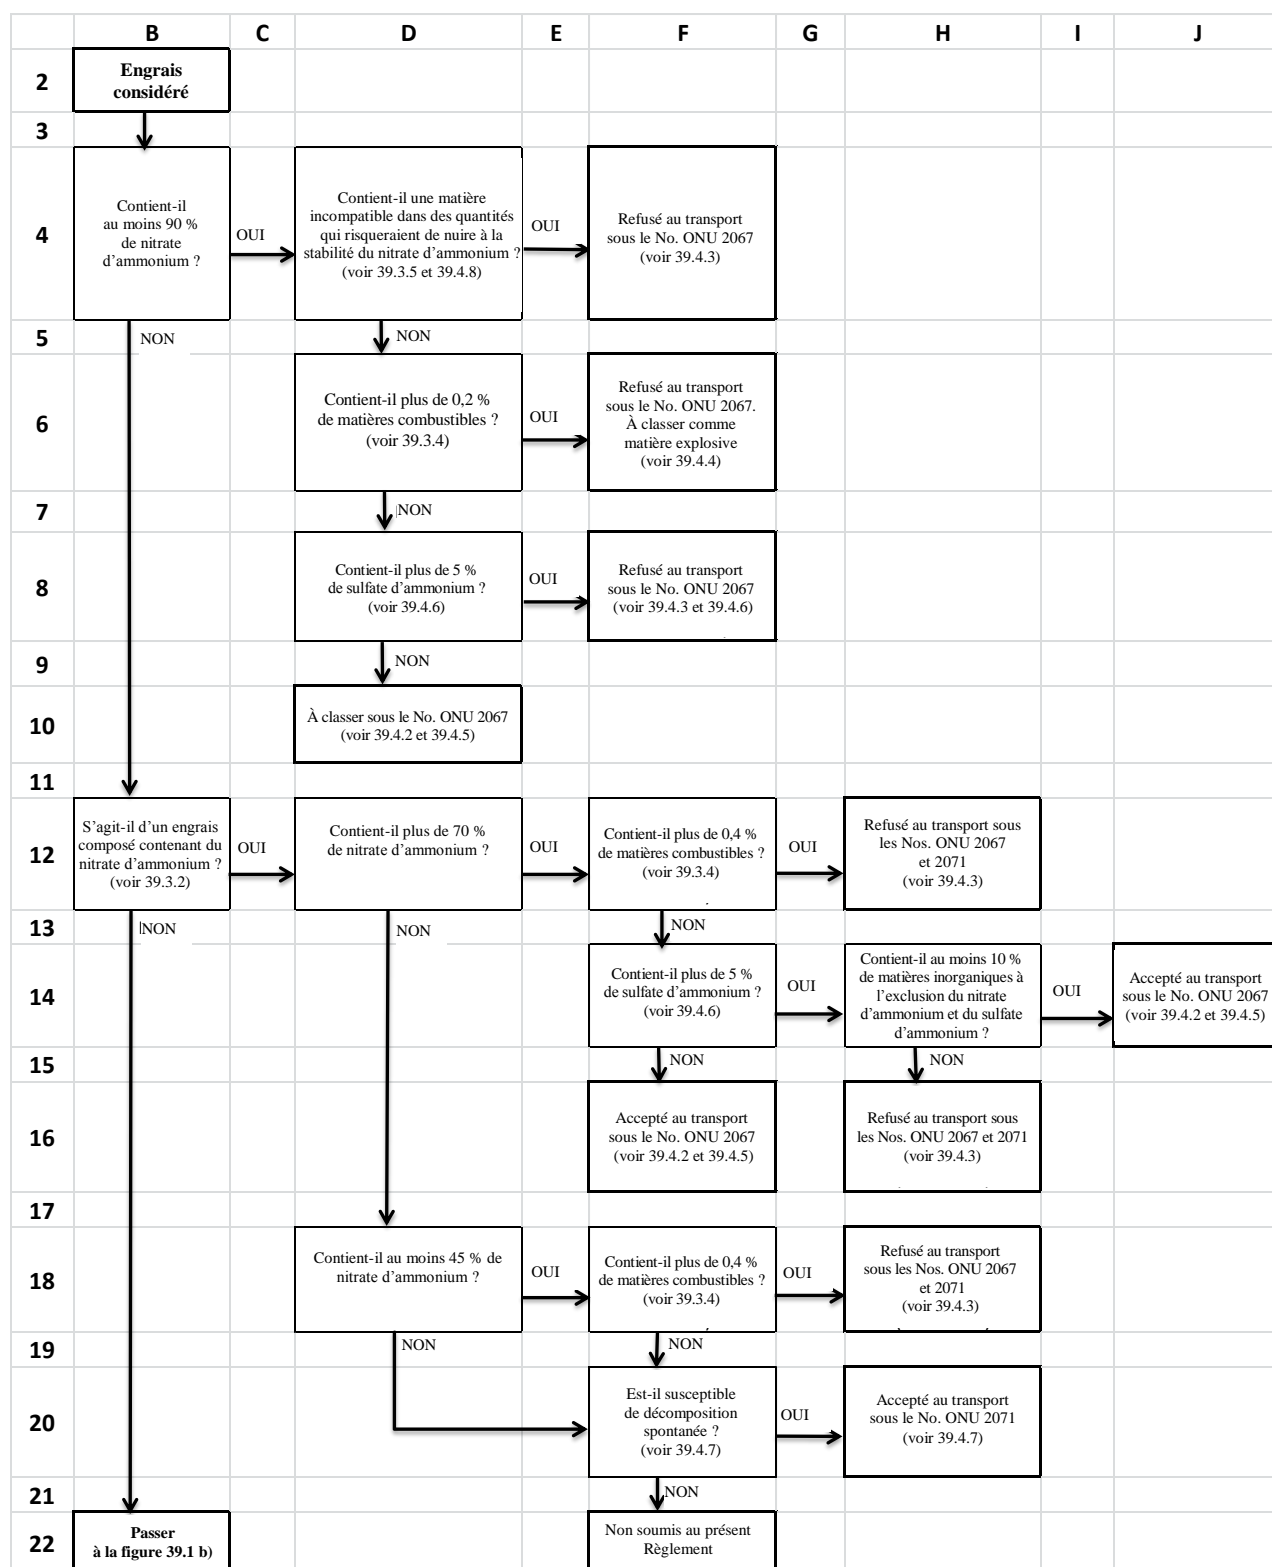 B C D E F G H I J
2
Engrais
considéré
3
4
Contient-il
au moins 90 %
de nitrate
d’ammonium ?
OUI
Contient-il une matière
incompatible dans des quantités
qui risqueraient de nuire à la
stabilité du nitrate d’ammonium ?
(voir 39.3.5 et 39.4.8)
OUI
Refusé au transport
sous le No. ONU 2067
(voir 39.4.3)
5
NON
NON
6
Contient-il plus de 0,2 %
de matières combustibles ?
(voir 39.3.4)
OUI
Refusé au transport
sous le No. ONU 2067.
À classer comme
matière explosive
(voir 39.4.4)
7
NON
8
Contient-il plus de 5 %
de sulfate d’ammonium ?
(voir 39.4.6)
OUI
Refusé au transport
sous le No. ONU 2067
(voir 39.4.3 et 39.4.6)
9
NON
10
À classer sous le No. ONU 2067
(voir 39.4.2 et 39.4.5)
11
12
S’agit-il d’un engrais
composé contenant du
nitrate d’ammonium ?
(voir 39.3.2)
OUI
Contient-il plus de 70 %
de nitrate d’ammonium ?
OUI
Contient-il plus de 0,4 %
de matières combustibles ?
(voir 39.3.4)
OUI
Refusé au transport sous
les Nos. ONU 2067
et 2071
(voir 39.4.3)
13
NON
NON
NON
14
Contient-il plus de 5 %
de sulfate d’ammonium ?
(voir 39.4.6)
OUI
Contient-il au moins 10 %
de matières inorganiques à
l’exclusion du nitrate
d’ammonium et du sulfate
d’ammonium ?
OUI
Accepté au transport
sous le No. ONU 2067
(voir 39.4.2 et 39.4.5)
15
NON
NON
16
Accepté au transport
sous le No. ONU 2067
(voir 39.4.2 et 39.4.5)
Refusé au transport sous
les Nos. ONU 2067 et 2071
(voir 39.4.3)
17
18
Contient-il au moins 45 % de
nitrate d’ammonium ?
OUI
Contient-il plus de 0,4 %
de matières combustibles ?
(voir 39.3.4)
OUI
Refusé au transport
sous les Nos. ONU 2067
et 2071
(voir 39.4.3)
19
NON
NON
20
Est-il susceptible
de décomposition
spontanée ?
(voir 39.4.7)
OUI
Accepté au transport
sous le No. ONU 2071
(voir 39.4.7)
21
NON
22
Passer
à la figure 39.1 b)
Non soumis au présent
Règlement